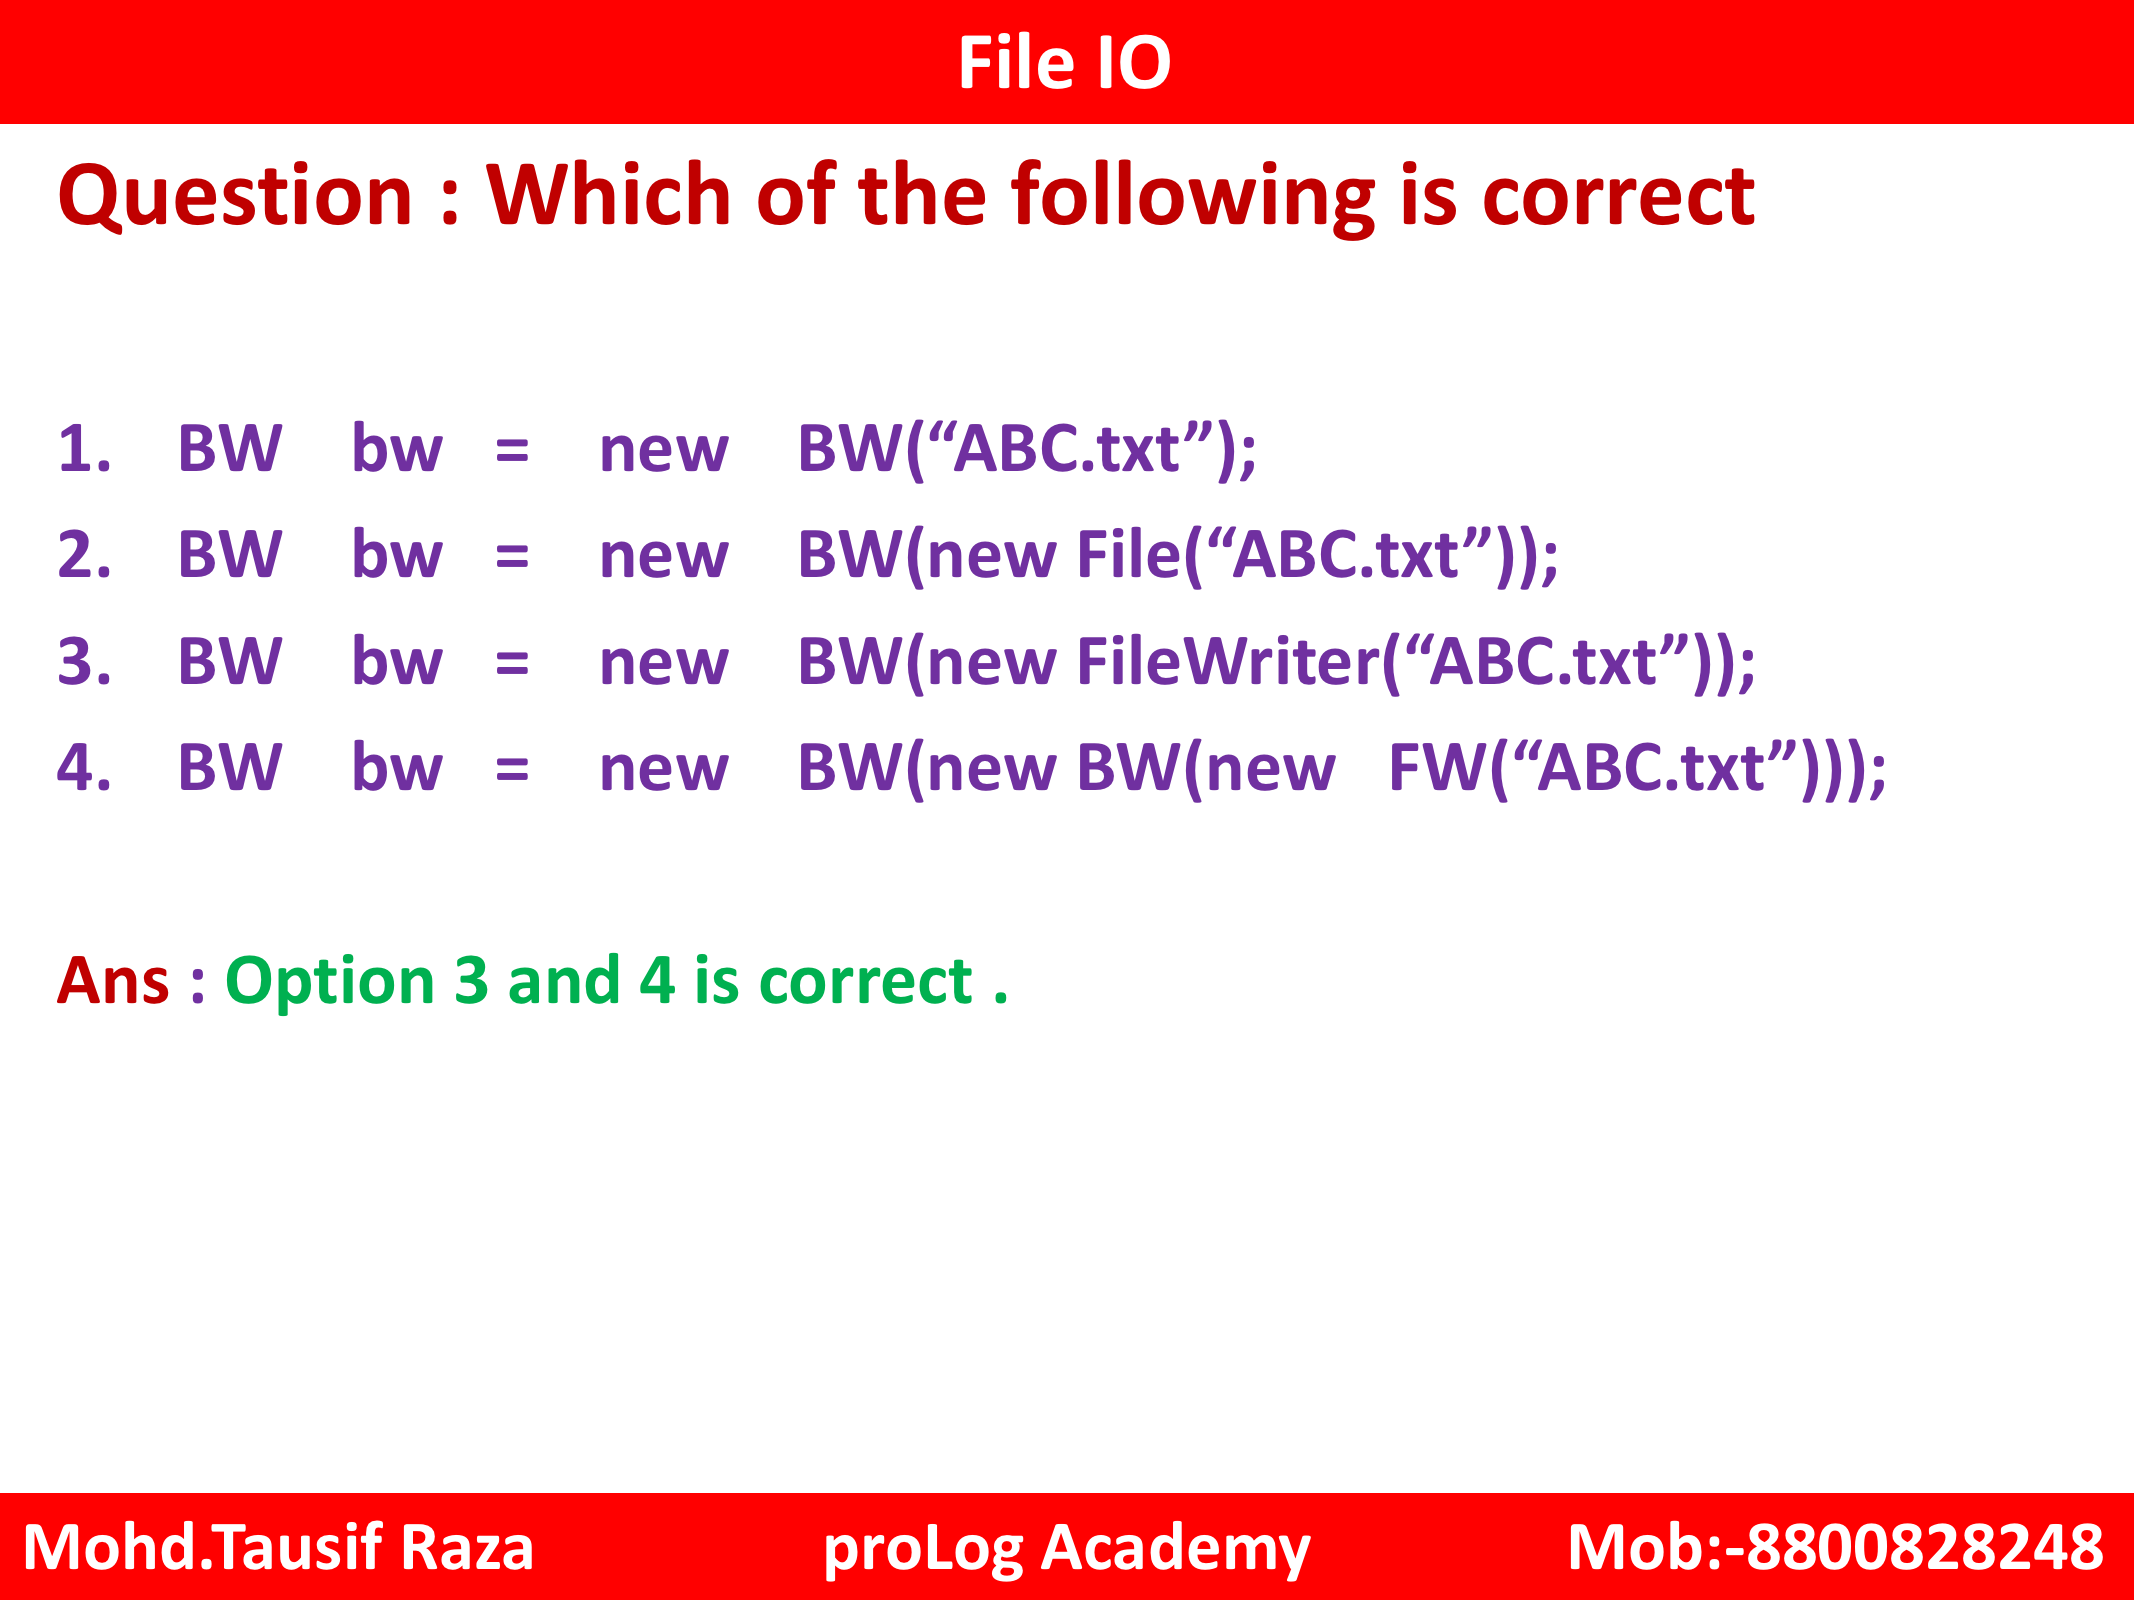 File IO
Question : Which of the following is correct
1. BW bw = new BW(“ABC.txt”);
2. BW bw = new BW(new File(“ABC.txt”));
3. BW bw = new BW(new FileWriter(“ABC.txt”));
4. BW bw = new BW(new BW(new FW(“ABC.txt”)));
Ans : Option 3 and 4 is correct .
Mohd.Tausif Raza proLog Academy Mob:-8800828248